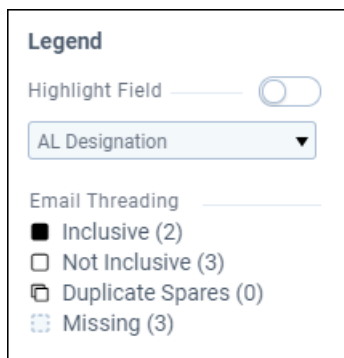 Legend
Highlight Field
AL Designation
Email Threading
Inclusive (2)
Not Inclusive (3)
Duplicate Spares (0)
Missing (3)